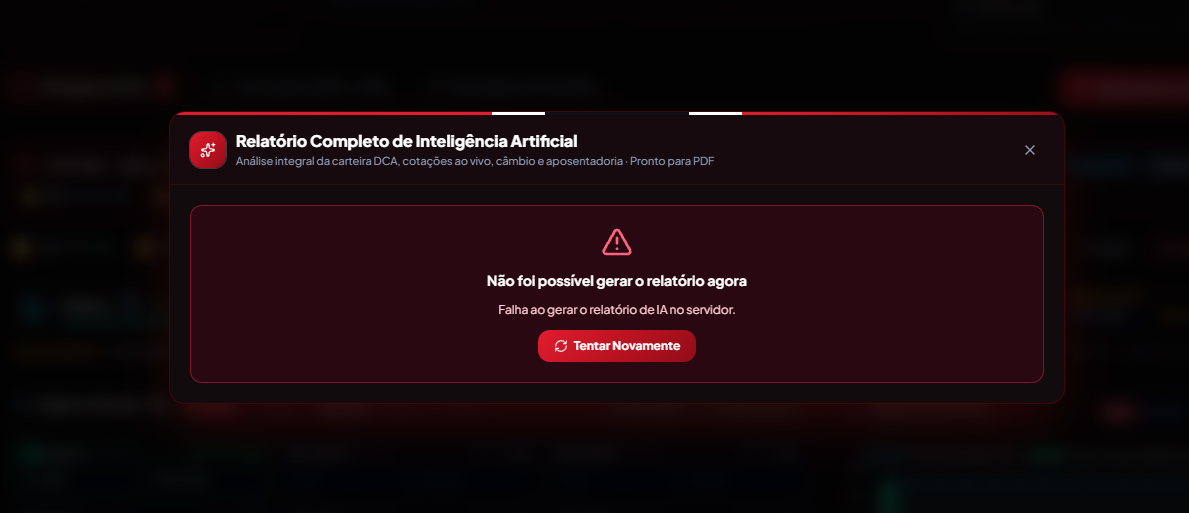 Relatório Completo de Inteligência Artificial
Análise integral da carteira DCA, cotações ao vivo, câmbio e aposentadoria · Pronto para PDF
Não foi possível gerar o relatório agora
Falha ao gerar o relatório de IA no servidor.
Tentar Novamente